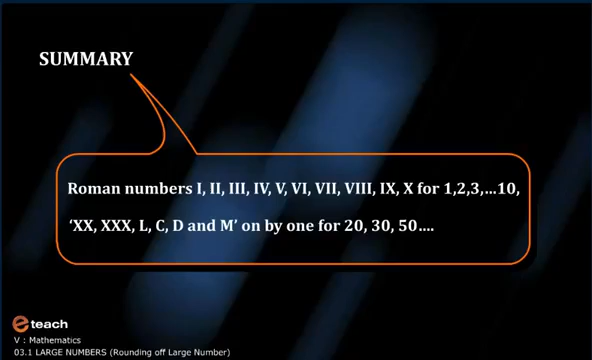 SUMMARY
Roman numbers I, II, III, IV, V, VI, VII, VIII, IX, X for 1,2,3,...10,
‘XX, XXX, L, C, D and M’ on by one for 20, 30, 50....
e teach
V : Mathematics
03.1 LARGE NUMBERS (Rounding off Large Number)